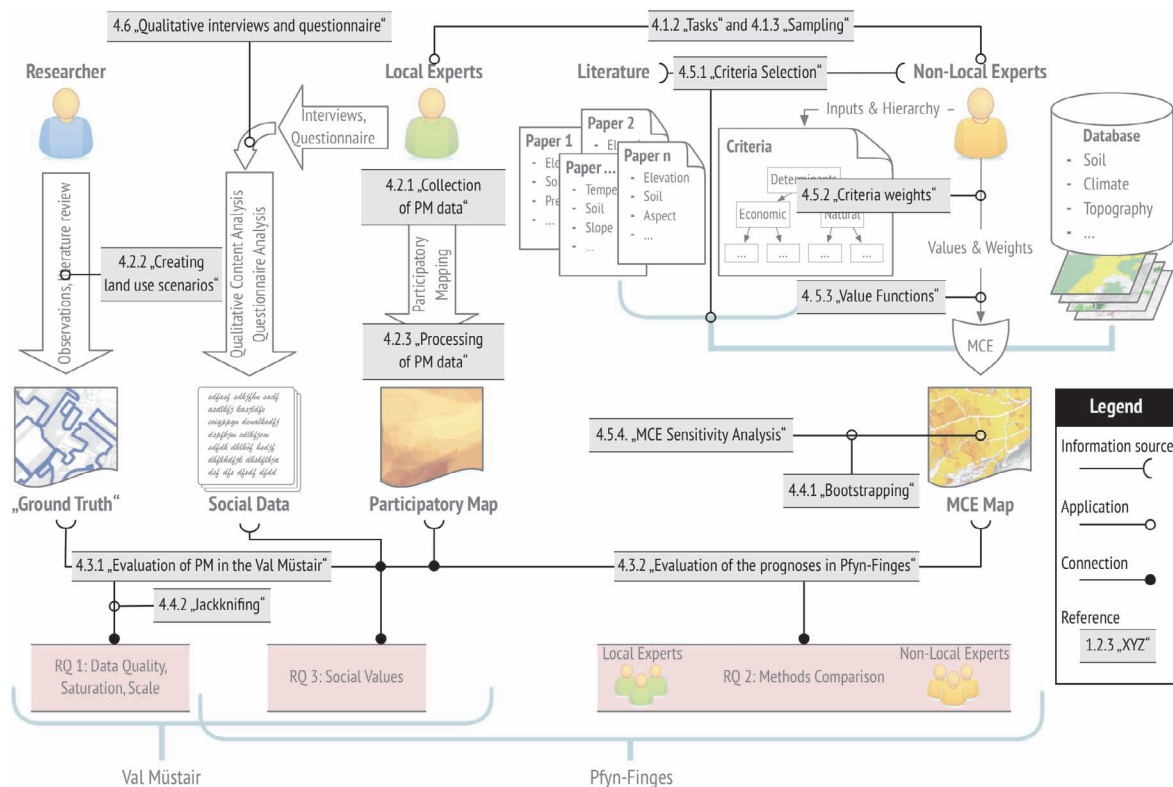 4.6 „Qualitative interviews and questionnaire“
4.1.2 „Tasks“ and 4.1.3 „Sampling“
Researcher
Local Experts
Literature
4.5.1 „Criteria Selection“
Non-Local Experts
Interviews,
Questionnaire
Inputs & Hierarchy
Database
- Soil
- Climate
- Topography
- ...
Paper 1
- 
- 
- 
- ...
Paper 2
- 
Paper ...
- 
- Soil
- Slope
- ...
Paper n
- Elevation
- Soil
- Aspect
- ...
Criteria
Economic
... ... ... ...
4.5.2 „Criteria weights“
Values & Weights
4.5.3 „Value Functions“
MCE
4.2.1 „Collection
of PM data“
Participatory
Mapping
4.2.3 „Processing
of PM data“
Observations, review
4.2.2 „Creating
land use scenarios“
Qualitative Content Analysis
Questionnaire Analysis
4.5.4. „MCE Sensitivity Analysis“
4.4.1 „Bootstrapping“
„Ground Truth“
Social Data
Participatory Map
MCE Map
4.3.1 „Evaluation of PM in the Val Müstair“
4.3.2 „Evaluation of the prognoses in Pfyn-Finges“
4.4.2 „Jackknifing“
RQ 1: Data Quality,
Saturation, Scale
RQ 3: Social Values
Local Experts
RQ 2: Methods Comparison
Non-Local Experts
Val Müstair
Pfyn-Finges
Legend
Information source
Application
Connection
Reference
1.2.3 „XYZ“